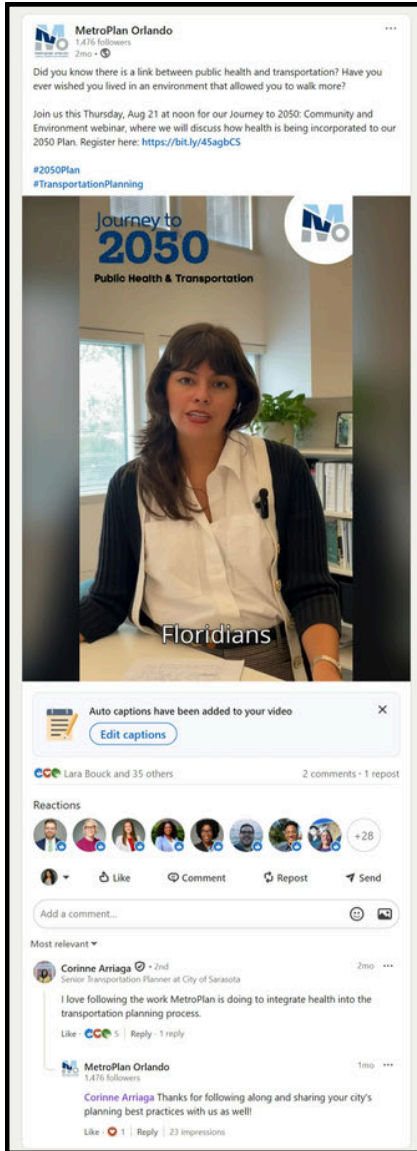 MetroPlan Orlando
1,476 followers
2mo •
Did you know there is a link between public health and transportation? Have you
ever wished you lived in an environment that allowed you to walk more?
Join us this Thursday, Aug 21 at noon for our Journey to 2050: Community and
Environment webinar, where we will discuss how health is being incorporated to our
2050 Plan. Register here: https://bit.ly/45agbCS
#2050Plan
#TransportationPlanning
Journey to
2050
Public Health & Transportation
Mo
Floridians
Auto captions have been added to your video
Edit captions
Lara Bouck and 35 others
2 comments • 1 repost
Reactions
+28
Like
Comment
Repost
Send
Add a comment...
Most relevant
Corinne Arriaga • 2nd
2mo
Senior Transportation Planner at City of Sarasota
I love following the work MetroPlan is doing to integrate health into the
transportation planning process.
Like · 5 | Reply · 1 reply
MetroPlan Orlando
1mo
1,476 followers
Corinne Arriaga Thanks for following along and sharing your city's
planning best practices with us as well!
Like · 1 | Reply | 23 impressions